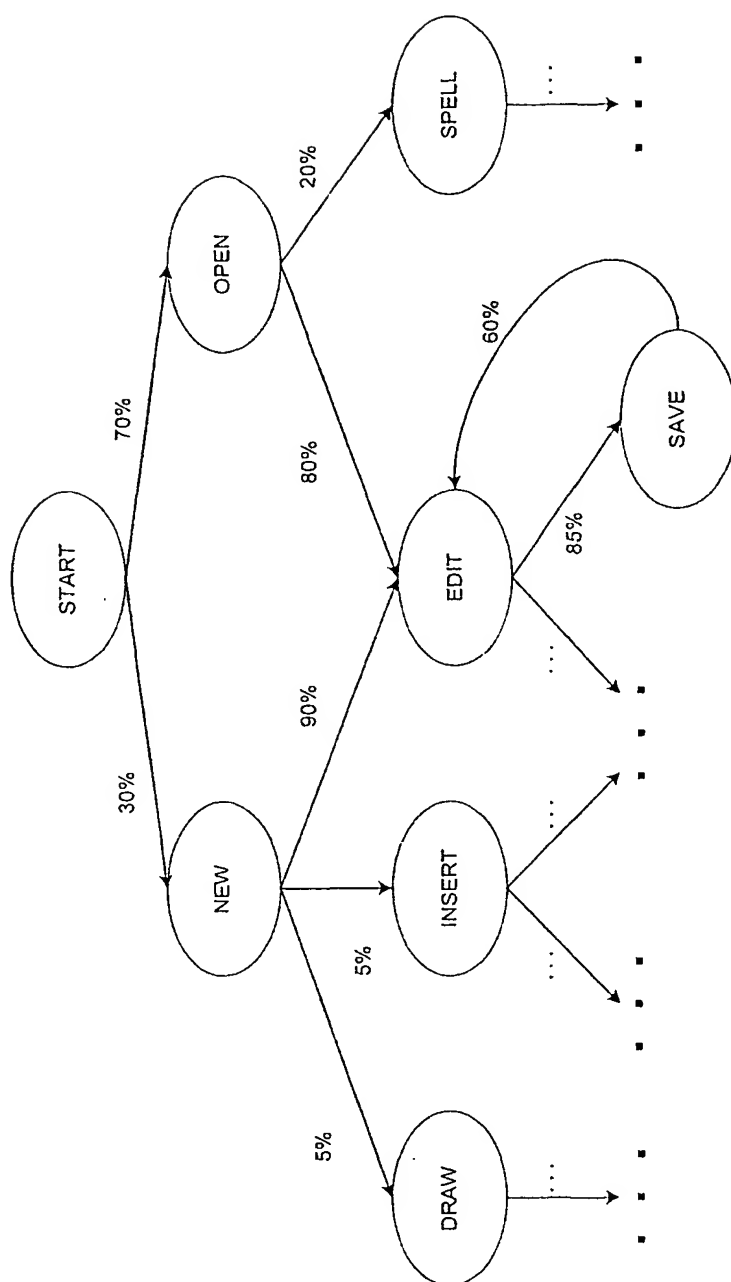 START
30%
70%
NEW
OPEN
5%
5%
90%
80%
20%
DRAW
INSERT
EDIT
SPELL
...
...
...
...
85%
60%
...
SAVE